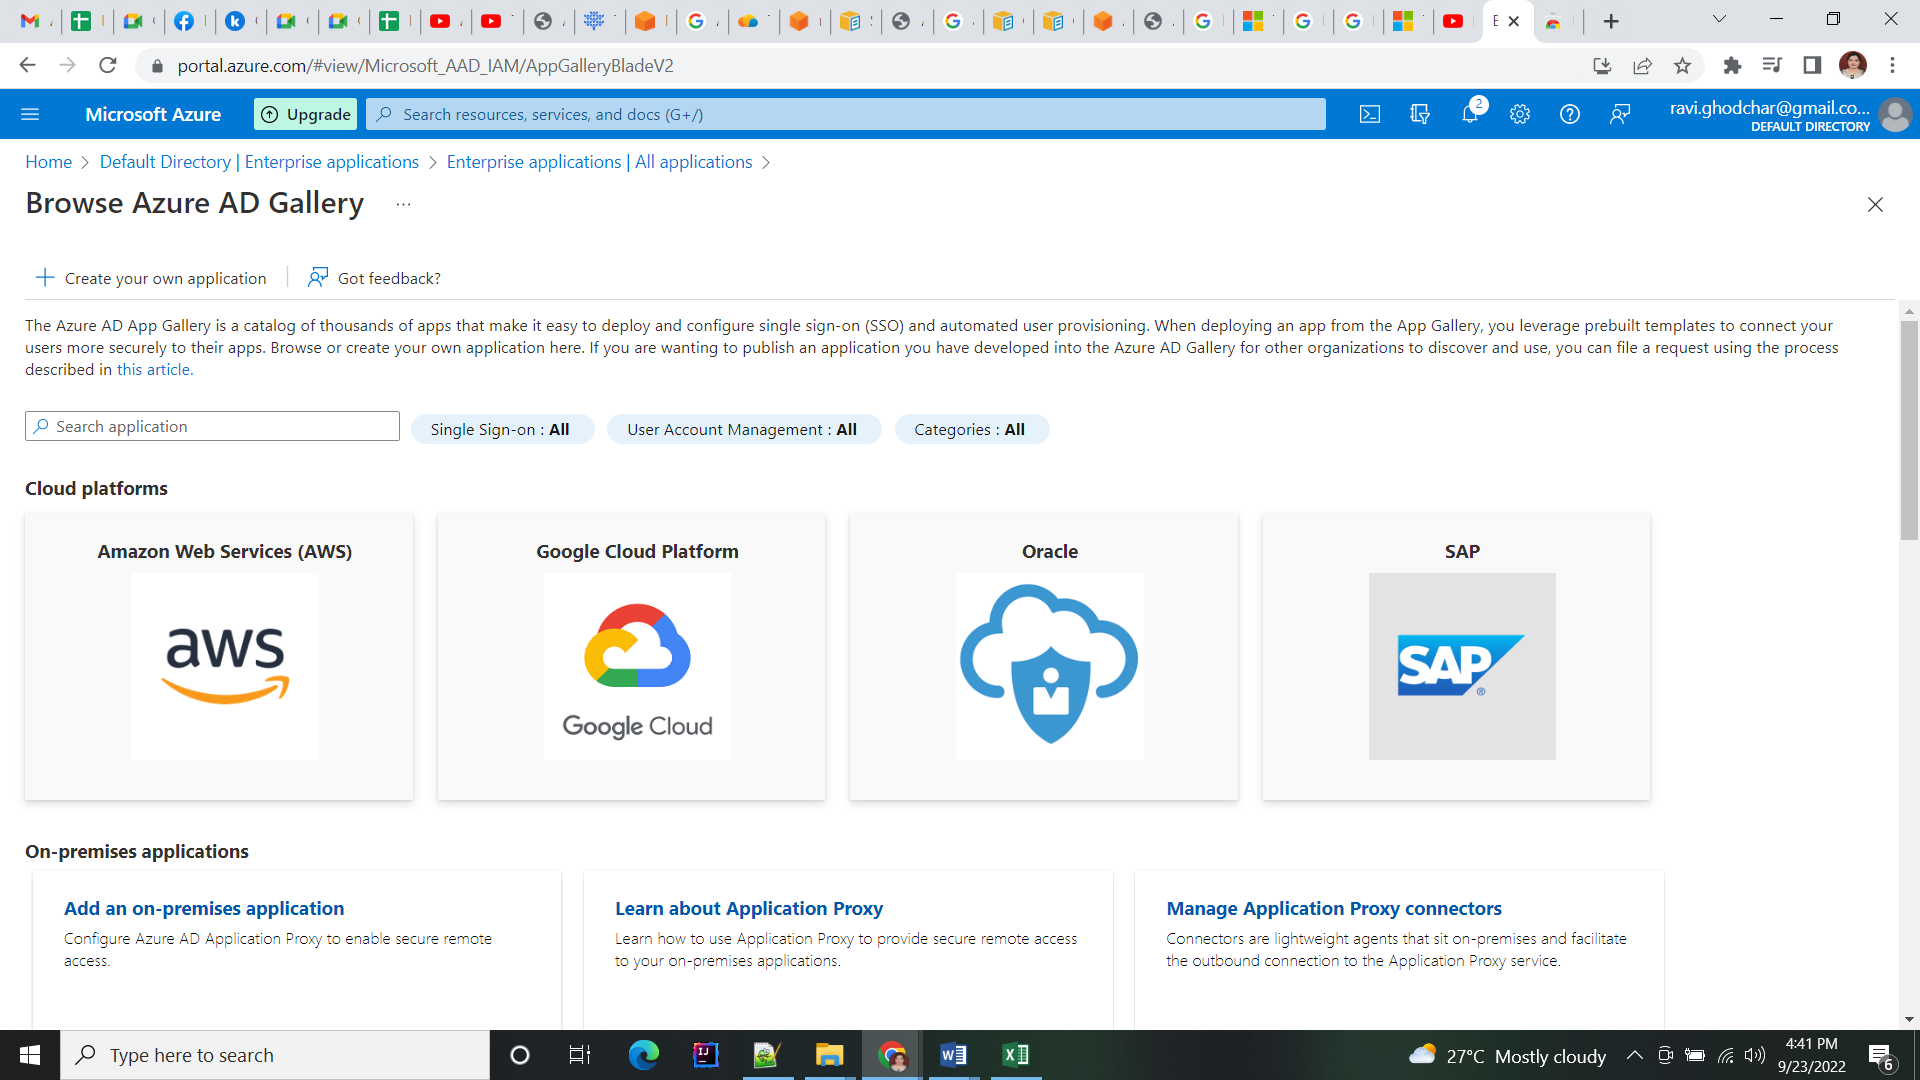 portal.azure.com/#view/Microsoft_AAD_IAM/AppGalleryBladeV2
Microsoft Azure
Upgrade
Search resources, services, and docs (G+/)
2
ravi.ghodchar@gmail.co...
DEFAULT DIRECTORY
Home > Default Directory | Enterprise applications > Enterprise applications | All applications >
Browse Azure AD Gallery ...
Create your own application
Got feedback?
The Azure AD App Gallery is a catalog of thousands of apps that make it easy to deploy and configure single sign-on (SSO) and automated user provisioning. When deploying an app from the App Gallery, you leverage prebuilt templates to connect your
users more securely to their apps. Browse or create your own application here. If you are wanting to publish an application you have developed into the Azure AD Gallery for other organizations to discover and use, you can file a request using the process
described in this article.
Search application
Single Sign-on : All
User Account Management : All
Categories : All
Cloud platforms
Amazon Web Services (AWS)
aws
Google Cloud Platform
Google Cloud
Oracle
SAP
SAP ®
On-premises applications
Add an on-premises application
Configure Azure AD Application Proxy to enable secure remote
access.
Learn about Application Proxy
Learn how to use Application Proxy to provide secure remote access
to your on-premises applications.
Manage Application Proxy connectors
Connectors are lightweight agents that sit on-premises and facilitate
the outbound connection to the Application Proxy service.
Type here to search
27°C Mostly cloudy
4:41 PM
9/23/2022
6